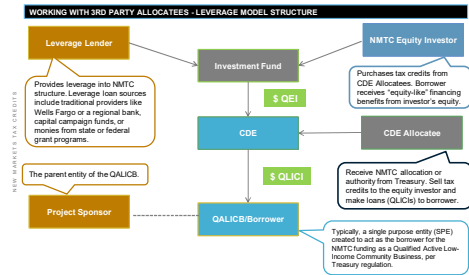 WORKING WITH 3RD PARTY ALLOCATEES - LEVERAGE MODEL STRUCTURE
Leverage Lender
NMTC Equity Investor
Investment Fund
Provides leverage into NMTC
structure. Leverage loan sources
include traditional providers like
Wells Fargo or a regional bank,
capital campaign funds, or
monies from state or federal
grant programs.
Purchases tax credits from
CDE Allocatees. Borrower
receives "equity-like" financing
benefits from investor's equity.
$ QEI
CDE
CDE Allocatee
NEW MARKETS TAX CREDITS
The parent entity of the QALICB.
$ QLICI
Receive NMTC allocation or
authority from Treasury. Sell tax
credits to the equity investor and
make loans (QLICIs) to borrower.
Project Sponsor
QALICB/Borrower
Typically, a single purpose entity (SPE)
created to act as the borrower for the
NMTC funding as a Qualified Active Low-
Income Community Business, per
Treasury regulation.